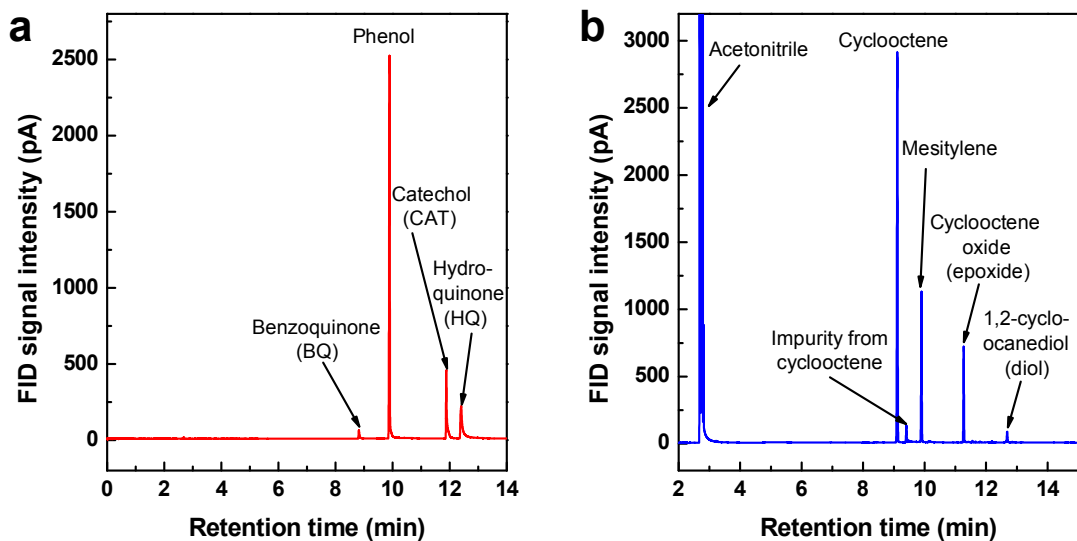 a
FID signal intensity (pA)
2500
2000
1500
1000
500
0
Phenol
Catechol
(CAT)
Hydro-
quinone
(HQ)
Benzoquinone
(BQ)
0 2 4 6 8 10 12 14
Retention time (min)
b
FID signal intensity (pA)
3000
2500
2000
1500
1000
500
0
Acetonitrile
Cyclooctene
Mesitylene
Cyclooctene
oxide
(epoxide)
Impurity from
cyclooctene
1,2-cyclo-
ocanediol
(diol)
2 4 6 8 10 12 14
Retention time (min)